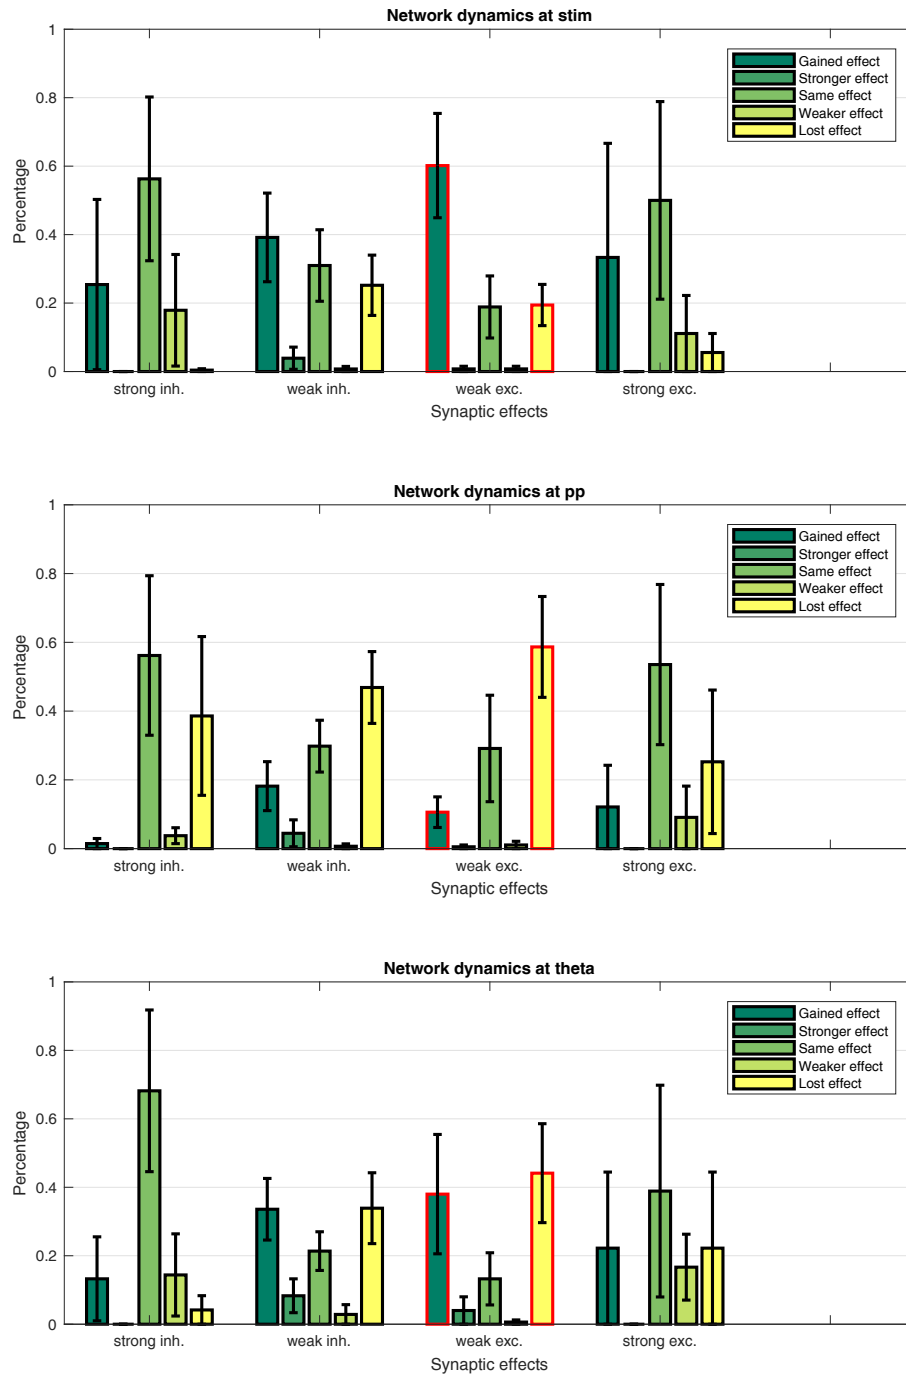 Network dynamics at stim
1
0.8
0.6
0.4
0.2
0
Percentage
Gained effect
Stronger effect
Same effect
Weaker effect
Lost effect
strong inh.
weak inh.
weak exc.
strong exc.
Synaptic effects
Network dynamics at pp
1
0.8
0.6
0.4
0.2
0
Percentage
Gained effect
Stronger effect
Same effect
Weaker effect
Lost effect
strong inh.
weak inh.
weak exc.
strong exc.
Synaptic effects
Network dynamics at theta
1
0.8
0.6
0.4
0.2
0
Percentage
Gained effect
Stronger effect
Same effect
Weaker effect
Lost effect
strong inh.
weak inh.
weak exc.
strong exc.
Synaptic effects